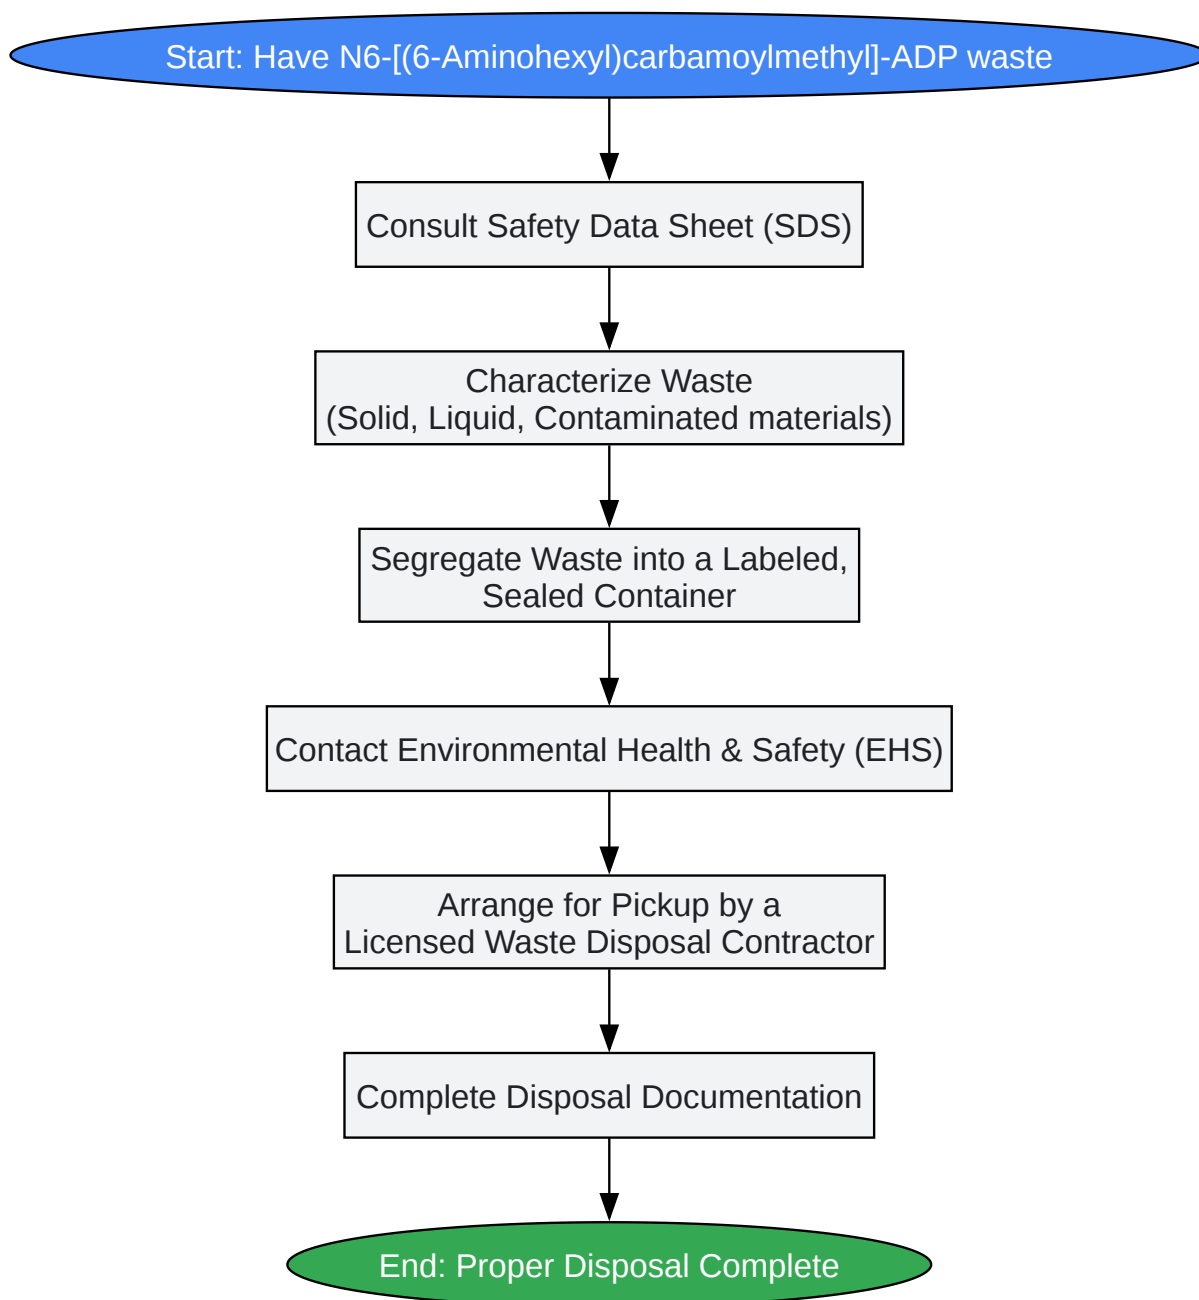 Start: Have N6-[(6-Aminohexyl)carbamoylmethyl]-ADP waste
Consult Safety Data Sheet (SDS)
Characterize Waste
(Solid, Liquid, Contaminated materials)
Segregate Waste into a Labeled,
Sealed Container
Contact Environmental Health & Safety (EHS)
Arrange for Pickup by a
Licensed Waste Disposal Contractor
Complete Disposal Documentation
End: Proper Disposal Complete